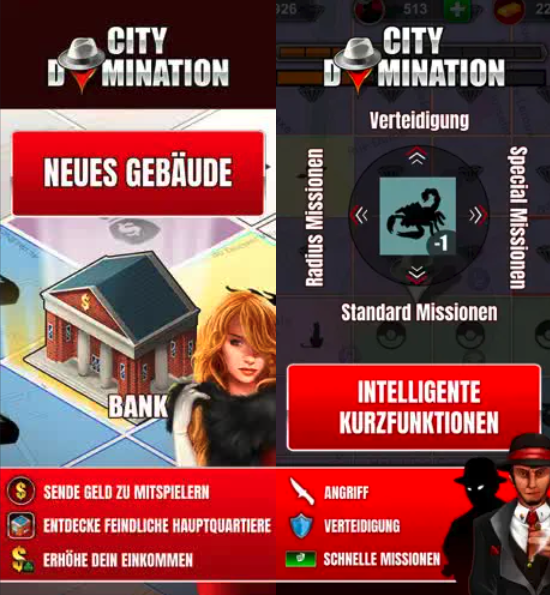 CITY
DOMINATION
NEUES GEBÄUDE
BANK
SENDE GELD ZU MITSPIELERN
ENTDECKE FEINDLICHE HAUPTQUARTIERE
ERHÖHE DEIN EINKOMMEN
513
CITY
DOMINATION
Verteidigung
Radius Missionen
-1
Special Missionen
Standard Missionen
INTELLIGENTE
KURZFUNKTIONEN
ANGRIFF
VERTEIDIGUNG
SCHNELLE MISSIONEN